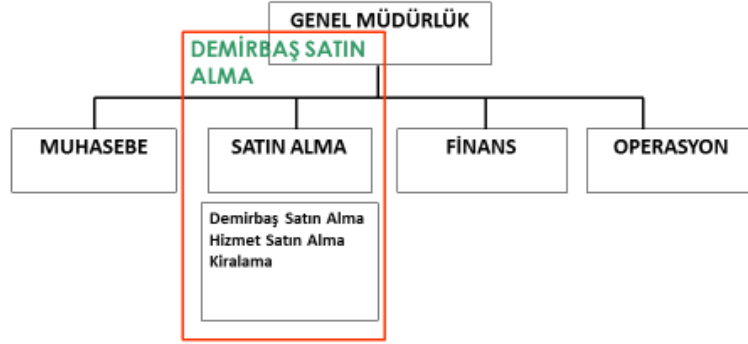 GENEL MÜDÜRLÜK
DEMİRBAŞ SATIN
ALMA
MUHASEBE
SATIN ALMA
FİNANS
OPERASYON
Demirbaş Satın Alma
Hizmet Satın Alma
Kiralama